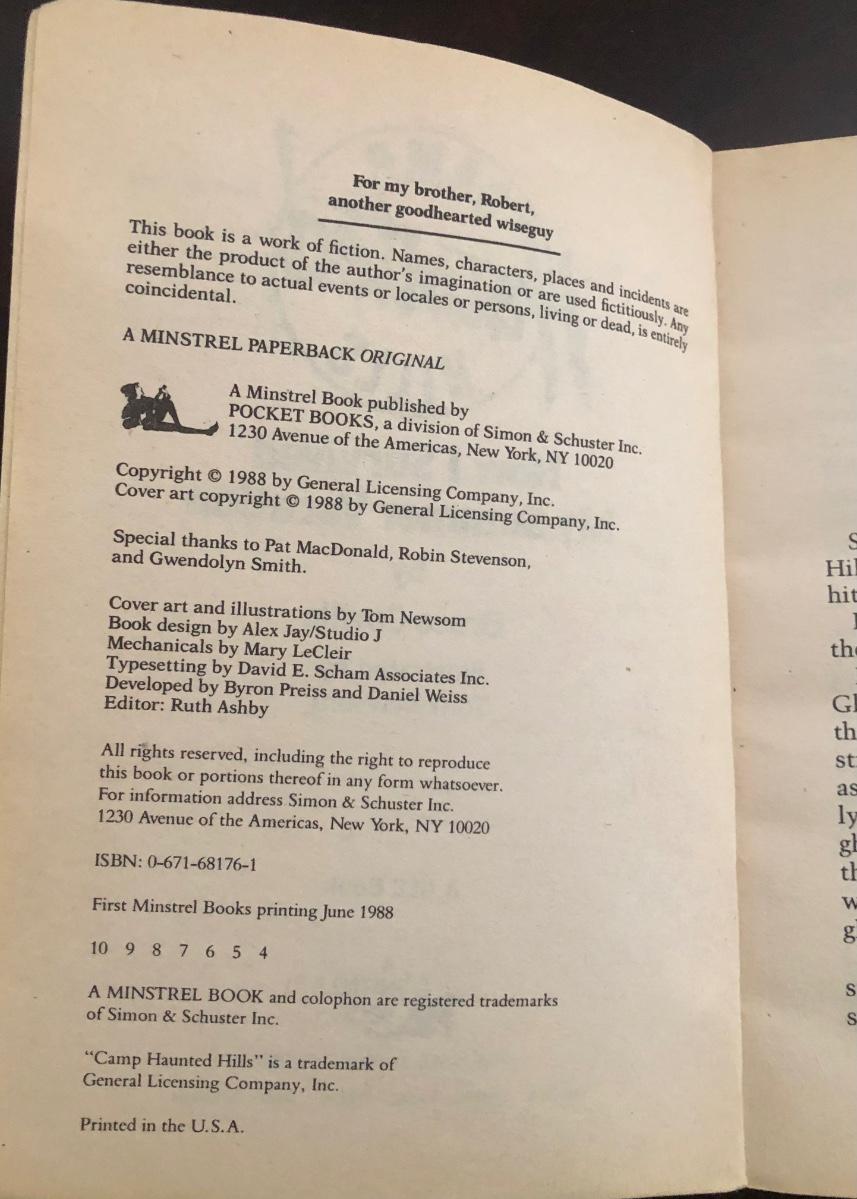 For my brother, Robert,
another goodhearted wiseguy
This book is a work of fiction. Names, characters, places and incidents are
either the product of the author's imagination or are used fictitiously. Any
resemblance to actual events or locales or persons, living or dead, is entirely
coincidental.
A MINSTREL PAPERBACK ORIGINAL
A Minstrel Book published by
POCKET BOOKS, a division of Simon & Schuster Inc.
1230 Avenue of the Americas, New York, NY 10020
Copyright © 1988 by General Licensing Company, Inc.
Cover art copyright © 1988 by General Licensing Company, Inc.
Special thanks to Pat MacDonald, Robin Stevenson,
and Gwendolyn Smith.
Cover art and illustrations by Tom Newsom
Book design by Alex Jay/Studio J
Mechanicals by Mary LeCleir
Typesetting by David E. Scham Associates Inc.
Developed by Byron Preiss and Daniel Weiss
Editor: Ruth Ashby
All rights reserved, including the right to reproduce
this book or portions thereof in any form whatsoever.
For information address Simon & Schuster Inc.
1230 Avenue of the Americas, New York, NY 10020
ISBN: 0-671-68176-1
First Minstrel Books printing June 1988
10 9 8 7 6 5 4
A MINSTREL BOOK and colophon are registered trademarks
of Simon & Schuster Inc.
"Camp Haunted Hills" is a trademark of
General Licensing Company, Inc.
Printed in the U.S.A.
hit